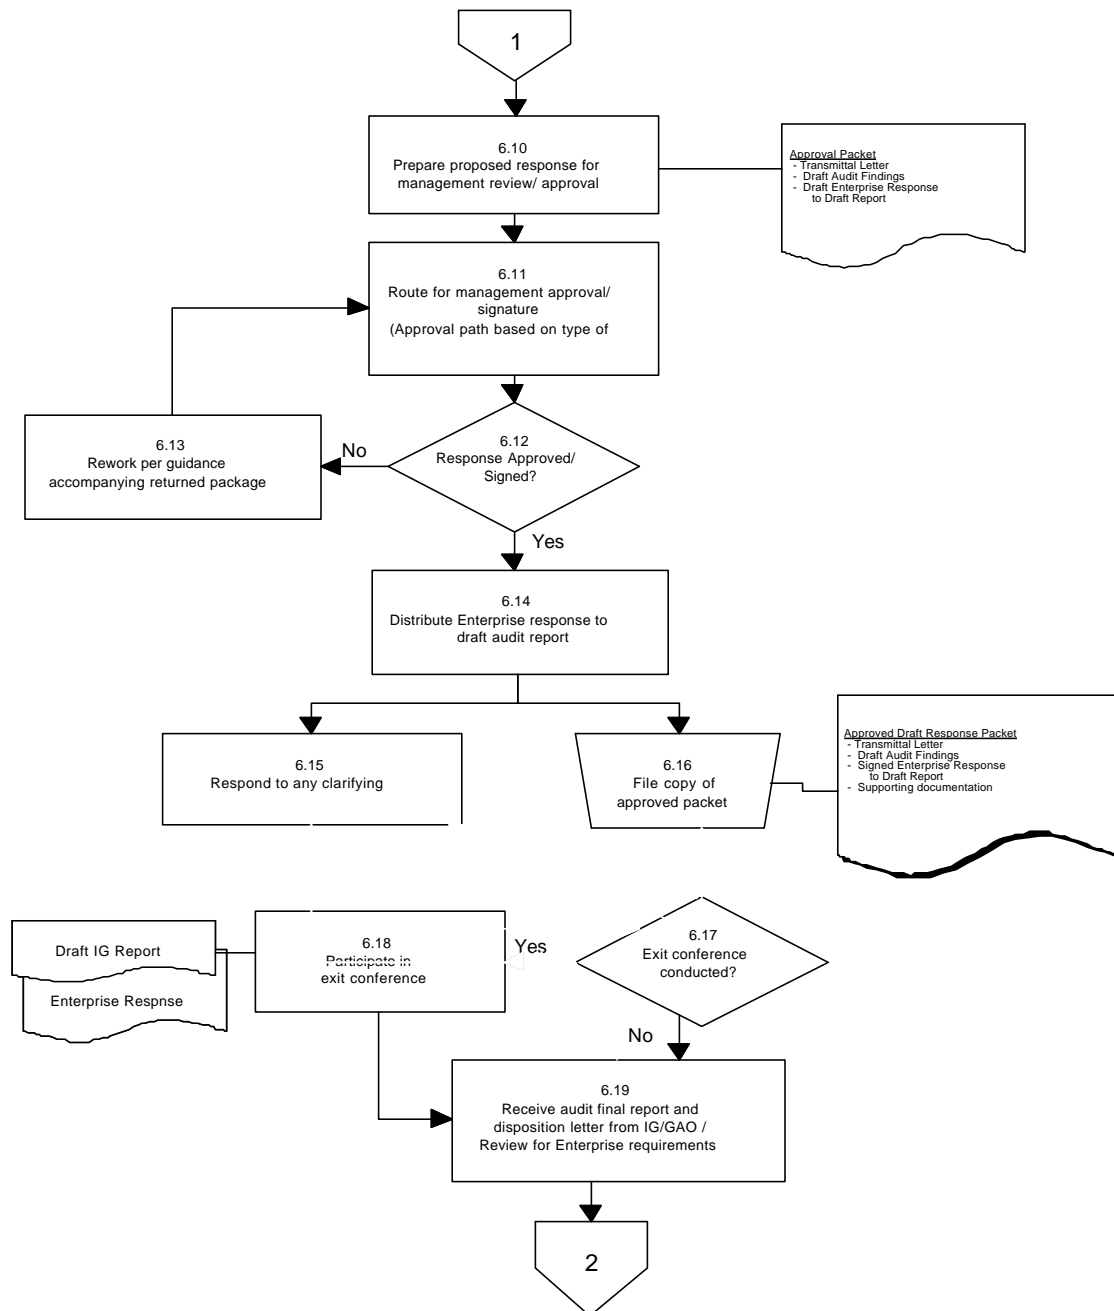 1
6.10
Prepare proposed response for
management review/ approval
Approval Packet
- Transmittal Letter
- Draft Audit Findings
- Draft Enterprise Response
to Draft Report
6.11
Route for management approval/
signature
(Approval path based on type of
6.13
Rework per guidance
accompanying returned package
No
6.12
Response Approved/
Signed?
Yes
6.14
Distribute Enterprise response to
draft audit report
6.15
Respond to any clarifying
6.16
File copy of
approved packet
Approved Draft Response Packet
- Transmittal Letter
- Draft Audit Findings
- Signed Enterprise Response
to Draft Report
- Supporting documentation
Draft IG Report
Enterprise Respnse
6.18
Participate in
exit conference
Yes
6.17
Exit conference
conducted?
No
6.19
Receive audit final report and
disposition letter from IG/GAO /
Review for Enterprise requirements
2